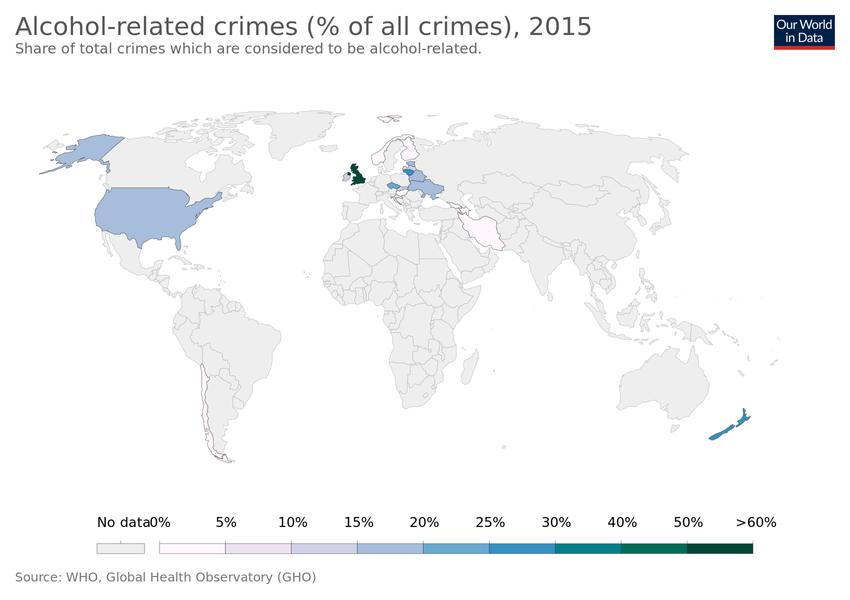 Alcohol-related crimes (% of all crimes), 2015
Share of total crimes which are considered to be alcohol-related.
Our World
in Data
No data 0% 5% 10% 15% 20% 25% 30% 40% 50% >60%
Source: WHO, Global Health Observatory (GHO)